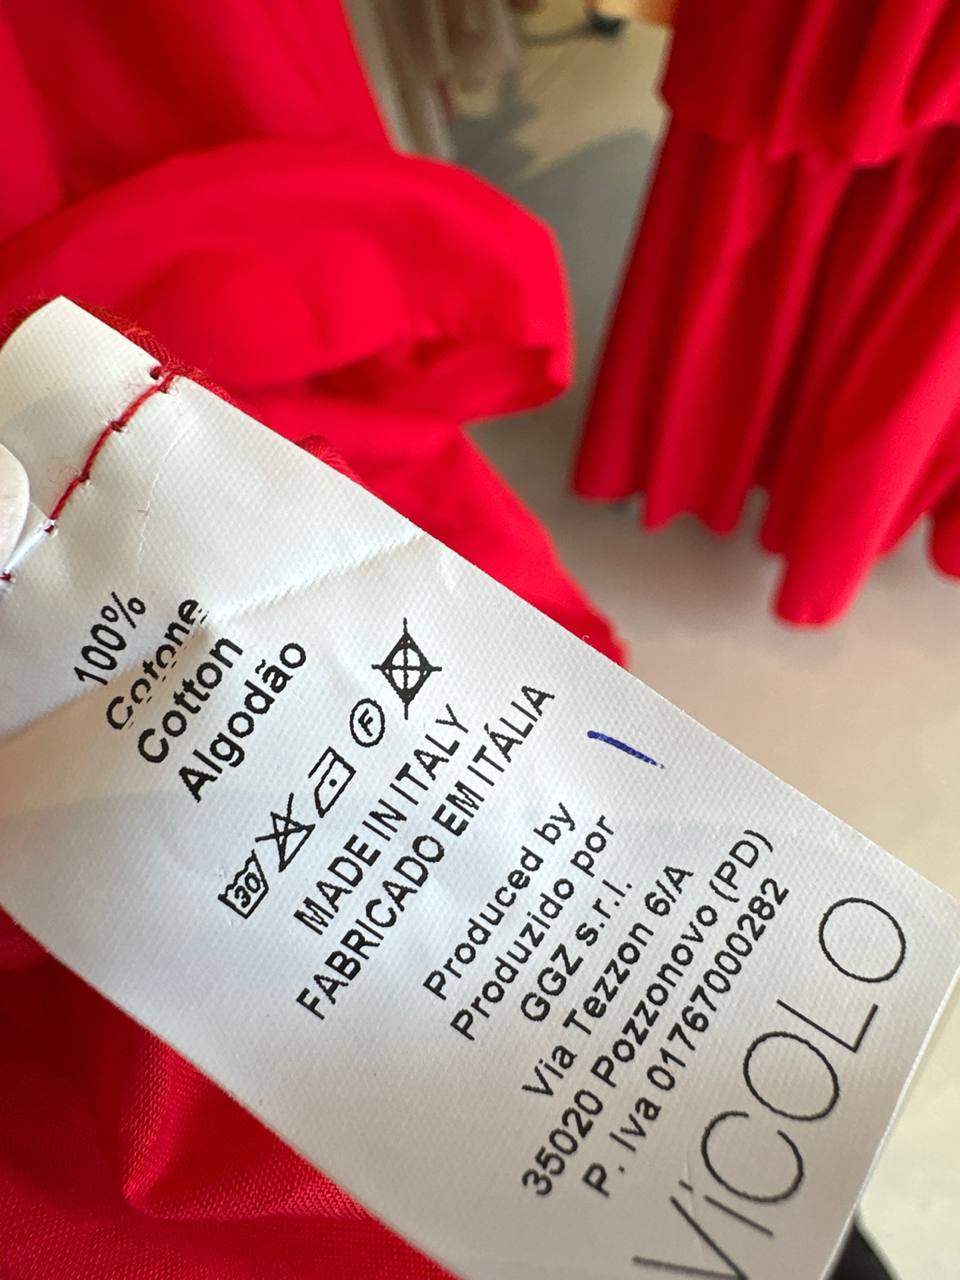 100%
Cotone
Cotton
Algodão
30 F
MADE IN ITALY
FABRICADO EM ITÁLIA
Produced by
Produzido por
GGZ s.r.l.
Via Tezzon 6/A
35020 Pozzonovo (PD)
P. Iva 01767000282
ViCOLO